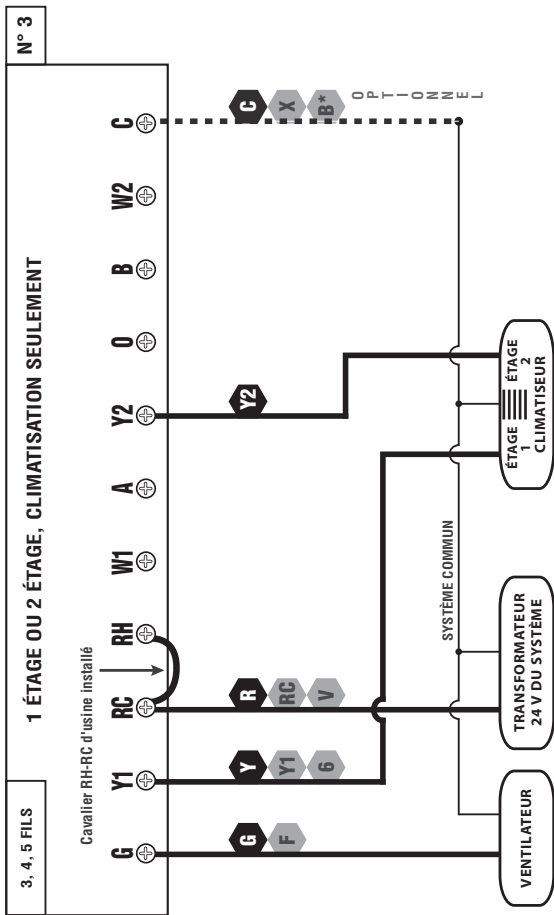 3, 4, 5 FILS
1 ÉTAGE OU 2 ÉTAGE, CLIMATISATION SEULEMENT
N° 3
Cavalier RH-RC d'usine installé
G Y1 RC RH W1 A Y2 O B W2 C
G Y R Y2 C
F Y1 RC X
6 V B*
OPTIONNEL
SYSTÈME COMMUN
VENTILATEUR
TRANSFORMATEUR
24 V DU SYSTÈME
ÉTAGE
1
ÉTAGE
2
CLIMATISEUR